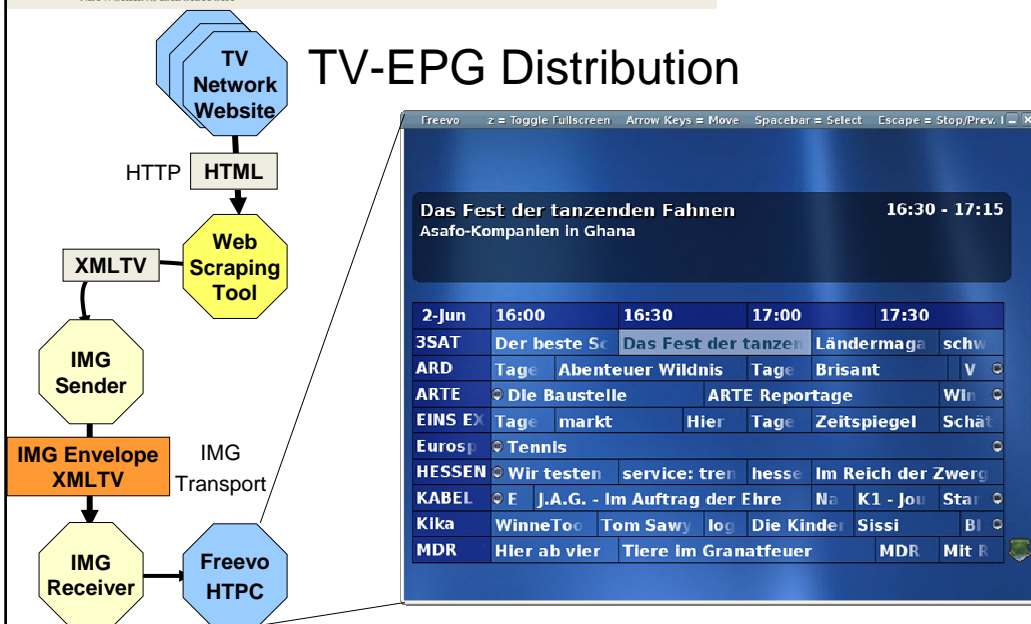 TV-EPG Distribution
TV
Network
Website
HTTP
HTML
Web
Scraping
Tool
XMLTV
IMG
Sender
IMG Envelope
XMLTV
IMG
Transport
IMG
Receiver
Freevo
HTPC
Freevo z = Toggle Fullscreen Arrow Keys = Move Spacebar = Select Escape = Stop/Prev.
Das Fest der tanzenden Fahnen 16:30 - 17:15
Asafo-Kompanien in Ghana
2-Jun 16:00 16:30 17:00 17:30
3SAT Der beste Sc Das Fest der tanzen Ländermaga schw
ARD Tage Abenteuer Wildnis Tage Brisant V
ARTE Die Baustelle ARTE Reportage Win
EINS EX Tage markt Hier Tage Zeitspiegel Schät
Eurosp Tennis
HESSEN Wir testen service: tren hesse Im Reich der Zwerg
KABEL E J.A.G. - Im Auftrag der Ehre Na K1 - Jou Star
Kika WinneToo Tom Sawy log Die Kinder Sissi Bl
MDR Hier ab vier Tiere im Granatfeuer MDR Mit R